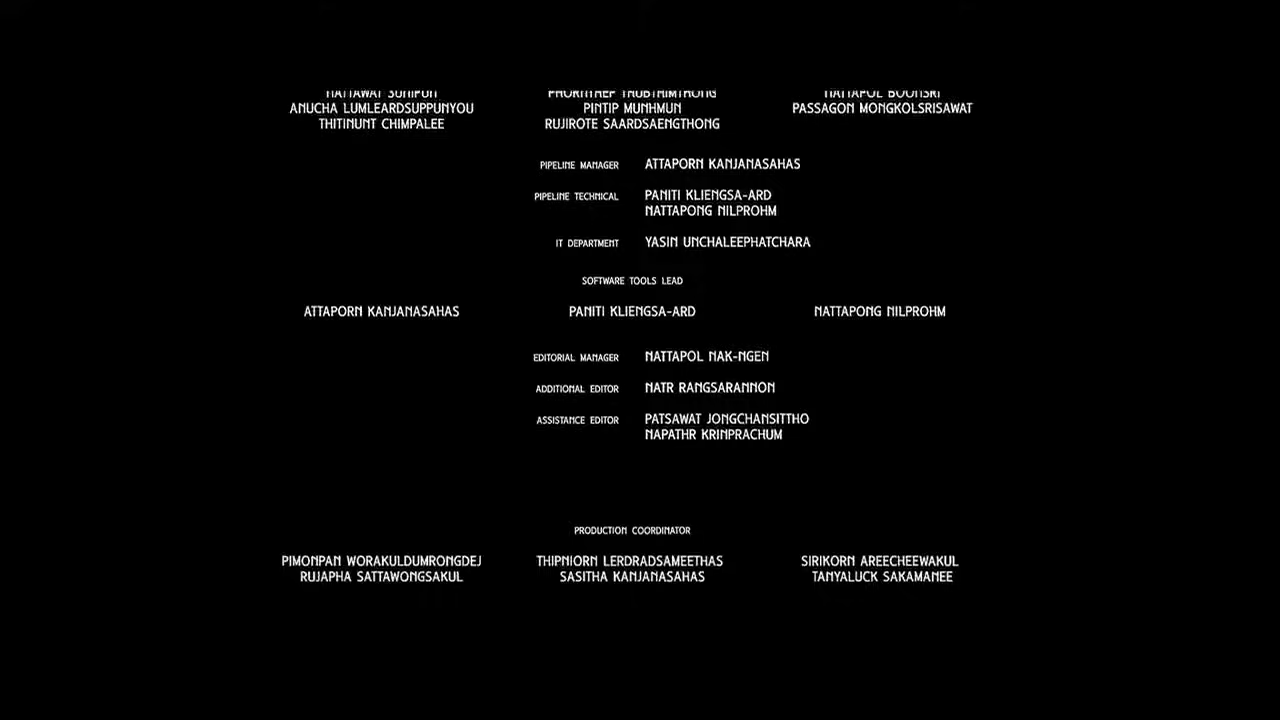 ANUCHA LUMLEARDSUPPUNYOU PINTIP MUNHMUN PASSAGON MONGKOLSRISAWAT
THITINUNT CHIMPALEE RUJIROTE SAARDSAENGTHONG
PIPELINE MANAGER ATTAPORN KANJANASAHAS
PIPELINE TECHNICAL PANITI KLIENGSA-ARD
NATTAPONG NILPROHM
IT DEPARTMENT YASIN UNCHALEEPHATCHARA
SOFTWARE TOOLS LEAD
ATTAPORN KANJANASAHAS PANITI KLIENGSA-ARD NATTAPONG NILPROHM
EDITORIAL MANAGER NATTAPOL NAK-NGEN
ADDITIONAL EDITOR NATR RANGSARANNON
ASSISTANCE EDITOR PATSAWAT JONGCHANSITTHO
NAPATHR KRINPRACHUM
PRODUCTION COORDINATOR
PIMONPAN WORAKULDUMRONGDEJ THIPNIORN LERDRADSAMEETHAS SIRIKORN AREECHEEWAKUL
RUJAPHA SATTAWONGSAKUL SASITHA KANJANASAHAS TANYALUCK SAKAMANEE